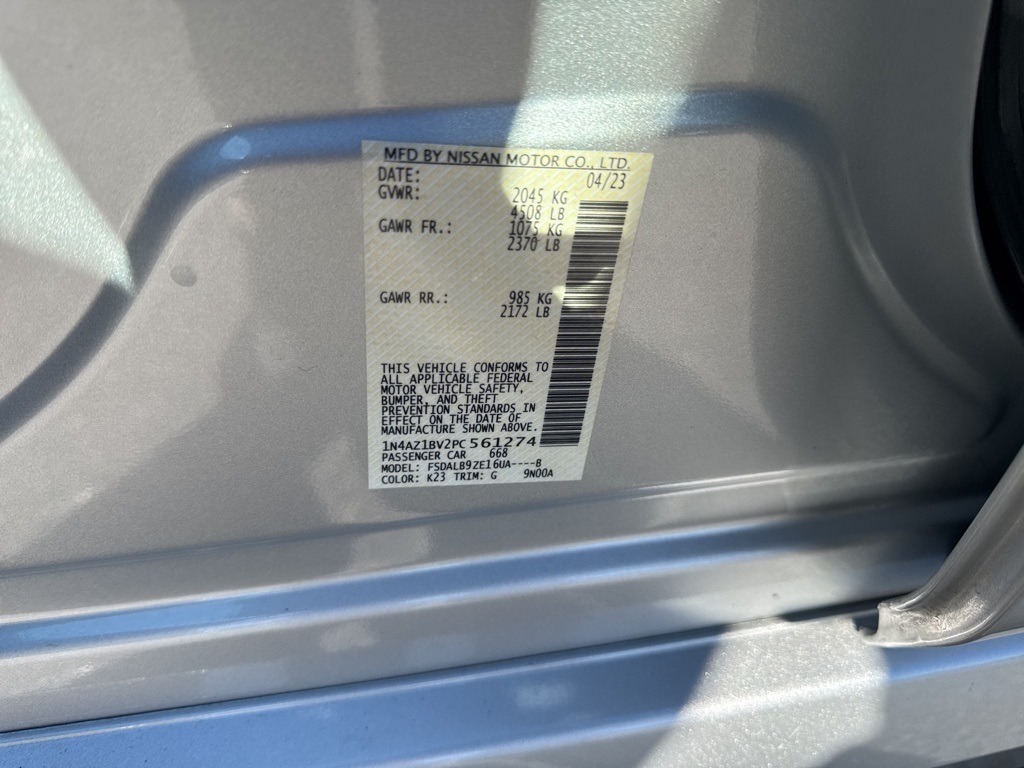 MFD BY NISSAN MOTOR CO., LTD.
DATE: 04/23
GVWR: 2045 KG
4508 LB
GAWR FR.: 1075 KG
2370 LB
GAWR RR.: 985 KG
2172 LB
THIS VEHICLE CONFORMS TO
ALL APPLICABLE FEDERAL
MOTOR VEHICLE SAFETY,
BUMPER, AND THEFT
PREVENTION STANDARDS IN
EFFECT ON THE DATE OF
MANUFACTURE SHOWN ABOVE.
1N4AZ1BV2PC561274
PASSENGER CAR 668
MODEL: FSDALB9ZE16UA----B
COLOR: K23 TRIM: G 9N00A